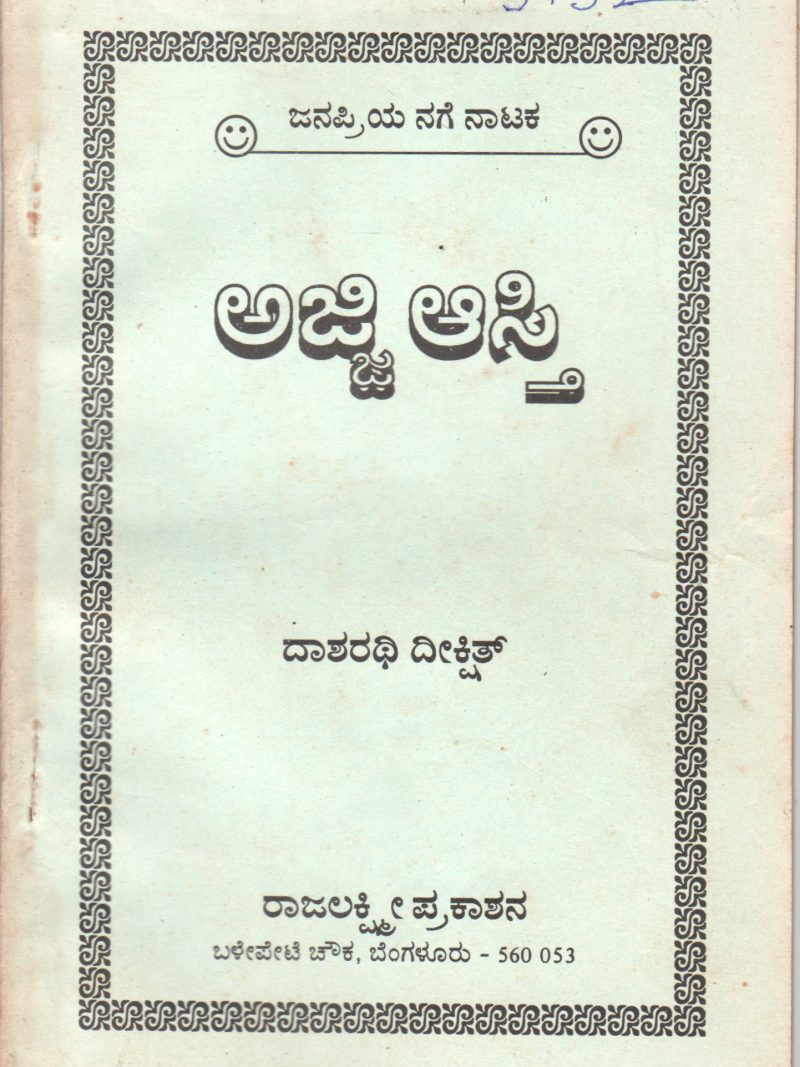 ಜನಪ್ರಿಯ ನಗೆ ನಾಟಕ
ಅಜ್ಜಿ ಆಸ್ತಿ
ದಾಶರಥಿ ದೀಕ್ಷಿತ್
ರಾಜಲಕ್ಷ್ಮೀ ಪ್ರಕಾಶನ
ಬಳೇಪೇಟೆ ಚೌಕ, ಬೆಂಗಳೂರು - 560 053